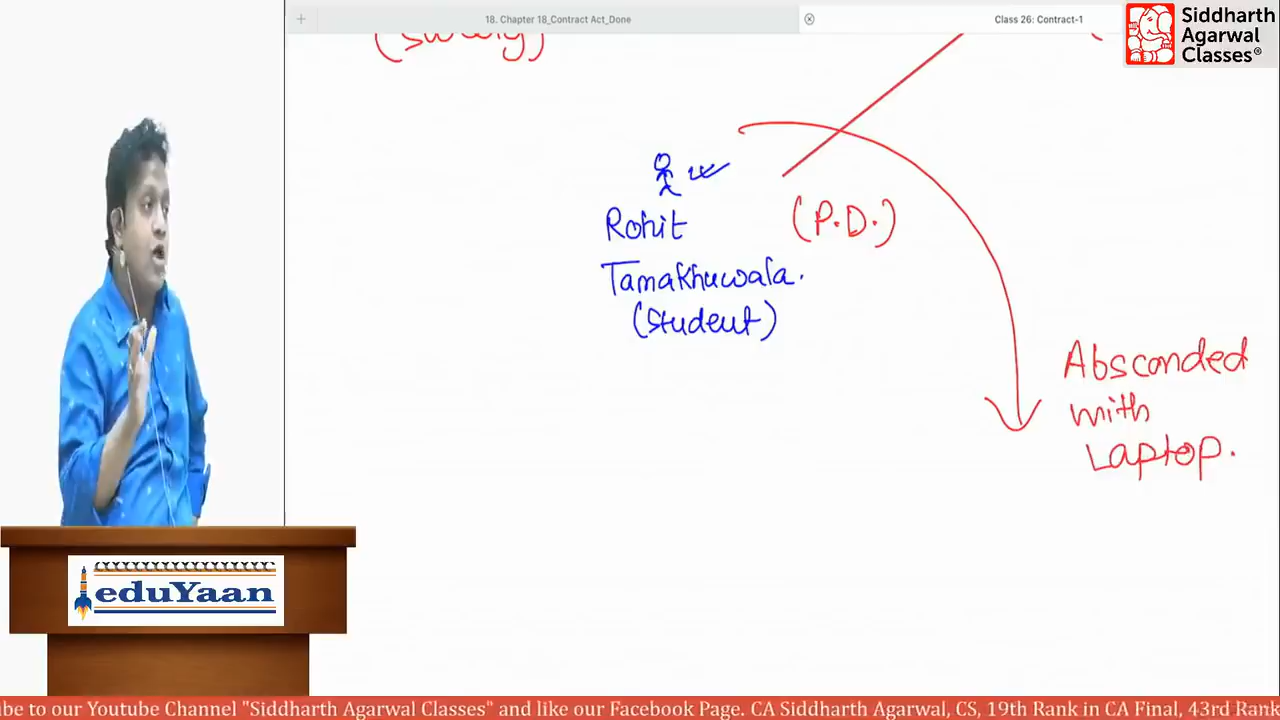 18. Chapter 18_Contract Act_Done
Class 26: Contract-1
Siddharth
Agarwal
Classes®
Rohit
(P.D.)
Tamakhuwala.
(Student)
Absconded
with
Laptop.
eduYaan
be to our Youtube Channel "Siddharth Agarwal Classes" and like our Facebook Page. CA Siddharth Agarwal, CS, 19th Rank in CA Final, 43rd Rank